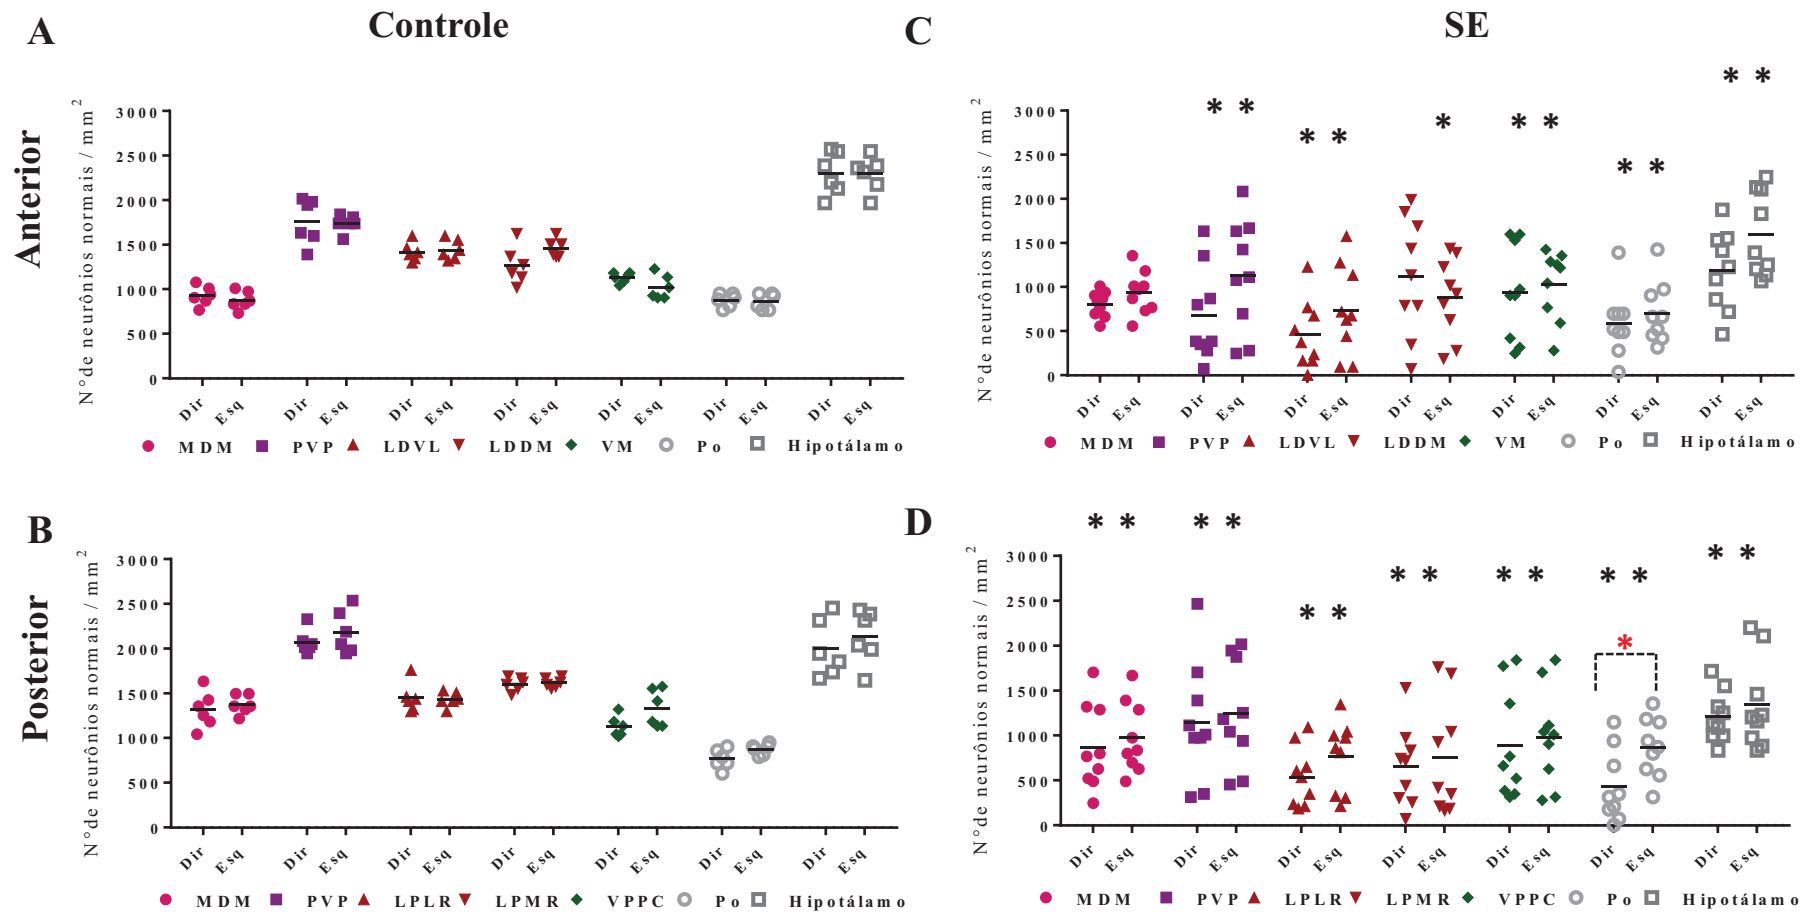 A
Controle
Anterior
N°de neurônios normais / mm2
3000
2500
2000
1500
1000
500
0
Dir Esq Dir Esq Dir Esq Dir Esq Dir Esq Dir Esq Dir Esq
MDM PVP LDVL LDDM VM Po Hipotálamo
C
SE
N°de neurônios normais / mm2
* * * * * * * * * * *
3000
2500
2000
1500
1000
500
0
Dir Esq Dir Esq Dir Esq Dir Esq Dir Esq Dir Esq Dir Esq
MDM PVP LDVL LDDM VM Po Hipotálamo
B
Posterior
N°de neurônios normais / mm2
3000
2500
2000
1500
1000
500
0
Dir Esq Dir Esq Dir Esq Dir Esq Dir Esq Dir Esq Dir Esq
MDM PVP LPLR LPMR VPPC Po Hipotálamo
D
N°de neurônios normais / mm2
* * * * * * * * * * * * * *
*
3000
2500
2000
1500
1000
500
0
Dir Esq Dir Esq Dir Esq Dir Esq Dir Esq Dir Esq Dir Esq
MDM PVP LPLR LPMR VPPC Po Hipotálamo